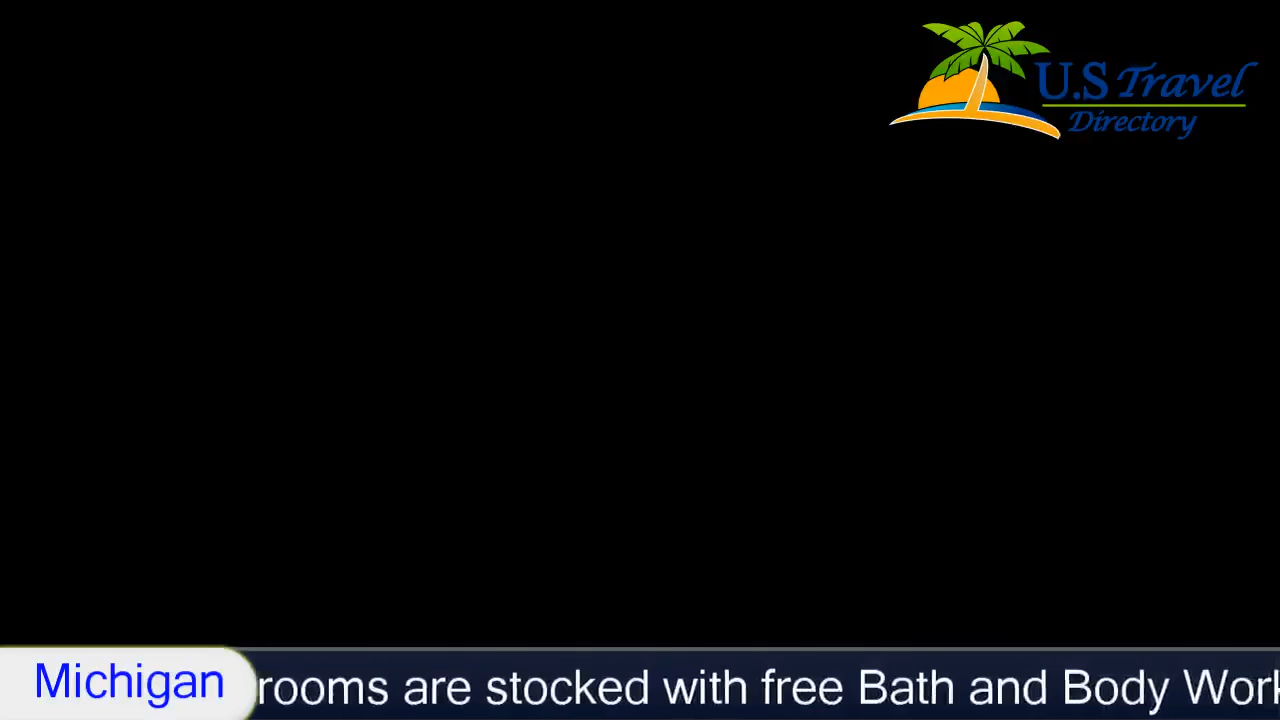 U.S Travel
Directory
Michigan
rooms are stocked with free Bath and Body Work